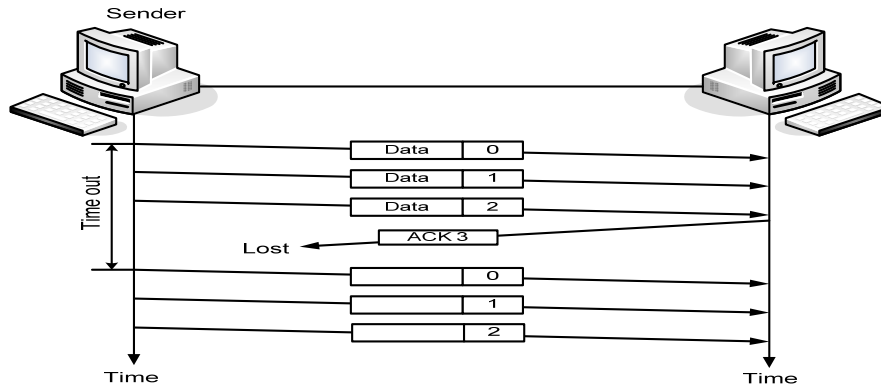 Sender
Data 0
Data 1
Data 2
Time out
ACK 3
Lost
0
1
2
Time
Time